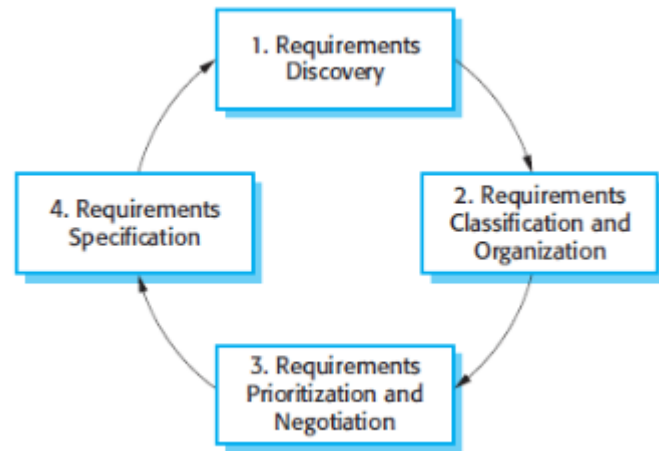 1. Requirements
Discovery
2. Requirements
Classification and
Organization
3. Requirements
Prioritization and
Negotiation
4. Requirements
Specification